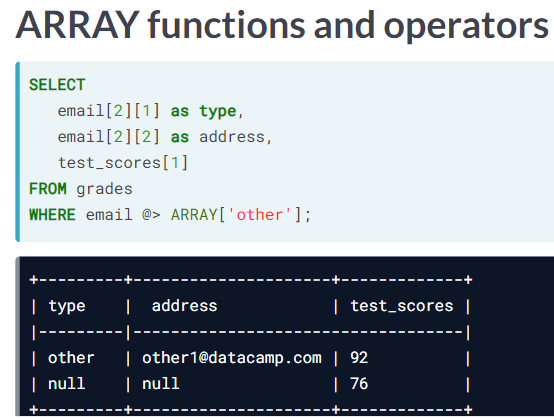 ARRAY functions and operators
SELECT
email[2][1] as type,
email[2][2] as address,
test_scores[1]
FROM grades
WHERE email @> ARRAY['other'];
+---------+--------------------+-------------+
| type    |  address           | test_scores |
|---------|----------------------------------|
| other   | other1@datacamp.com | 92          |
| null    | null               | 76          |
+---------+--------------------+-------------+